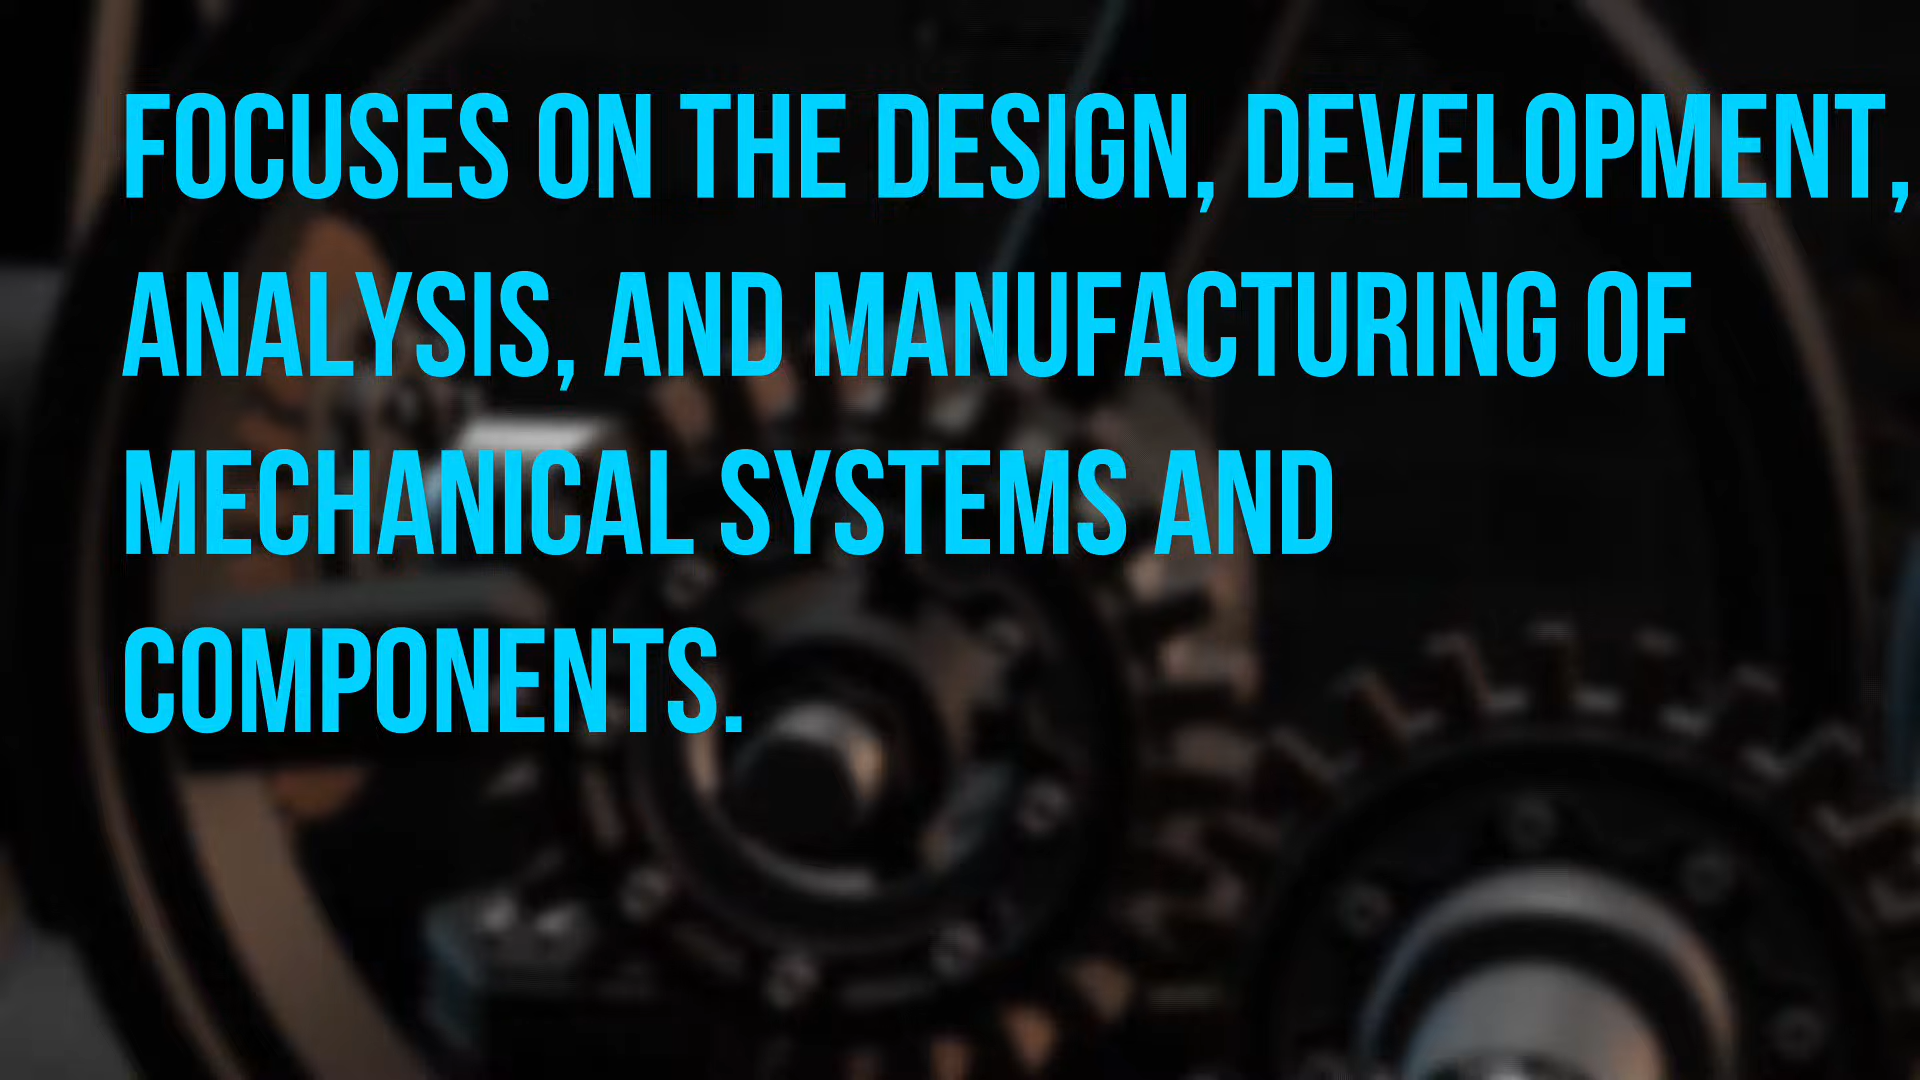 FOCUSES ON THE DESIGN, DEVELOPMENT,
ANALYSIS, AND MANUFACTURING OF
MECHANICAL SYSTEMS AND
COMPONENTS.